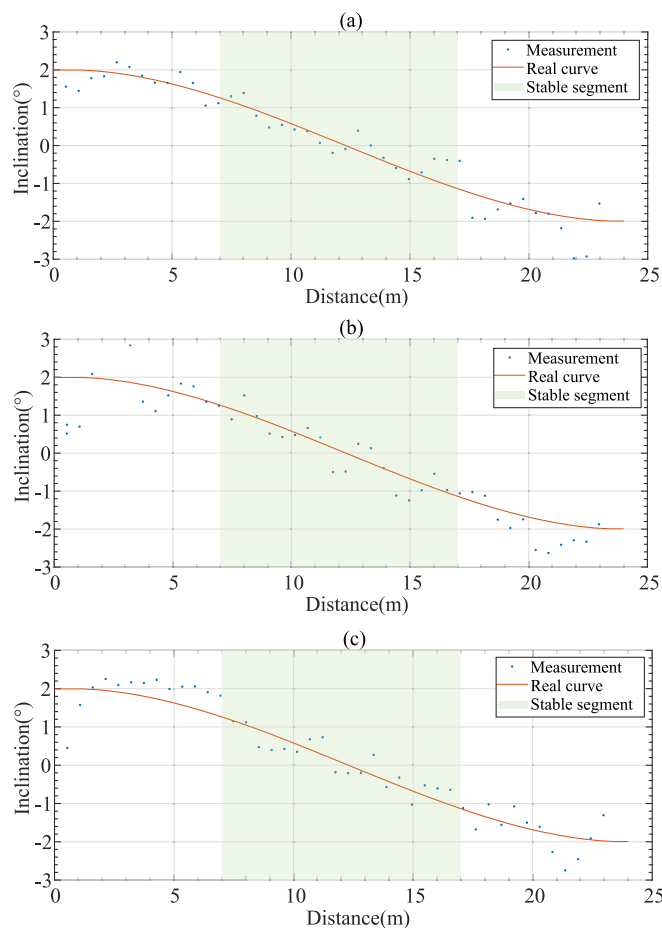 (a)
Inclination(°)
3
2
1
0
-1
-2
-3
Measurement
Real curve
Stable segment
0 5 10 15 20 25
Distance(m)
(b)
Inclination(°)
3
2
1
0
-1
-2
-3
Measurement
Real curve
Stable segment
0 5 10 15 20 25
Distance(m)
(c)
Inclination(°)
3
2
1
0
-1
-2
-3
Measurement
Real curve
Stable segment
0 5 10 15 20 25
Distance(m)